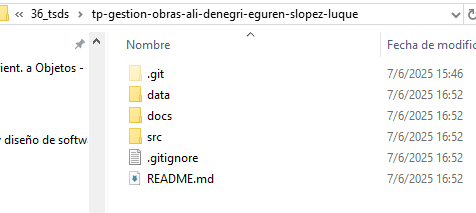 « 36_tsds > tp-gestion-obras-ali-denegri-eguren-slopez-luque
Nombre Fecha de modific
ient. a Objetos -
.git 7/6/2025 15:46
data 7/6/2025 16:52
docs 7/6/2025 16:52
y diseño de softwa
src 7/6/2025 16:52
.gitignore 7/6/2025 16:52
README.md 7/6/2025 16:52